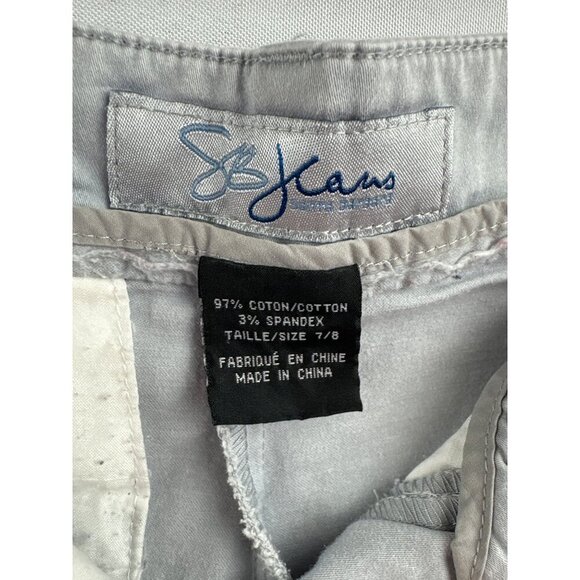 SB Jeans
97% COTON/COTTON
3% SPANDEX
TAILLE/SIZE 7/8
FABRIQUÉ EN CHINE
MADE IN CHINA